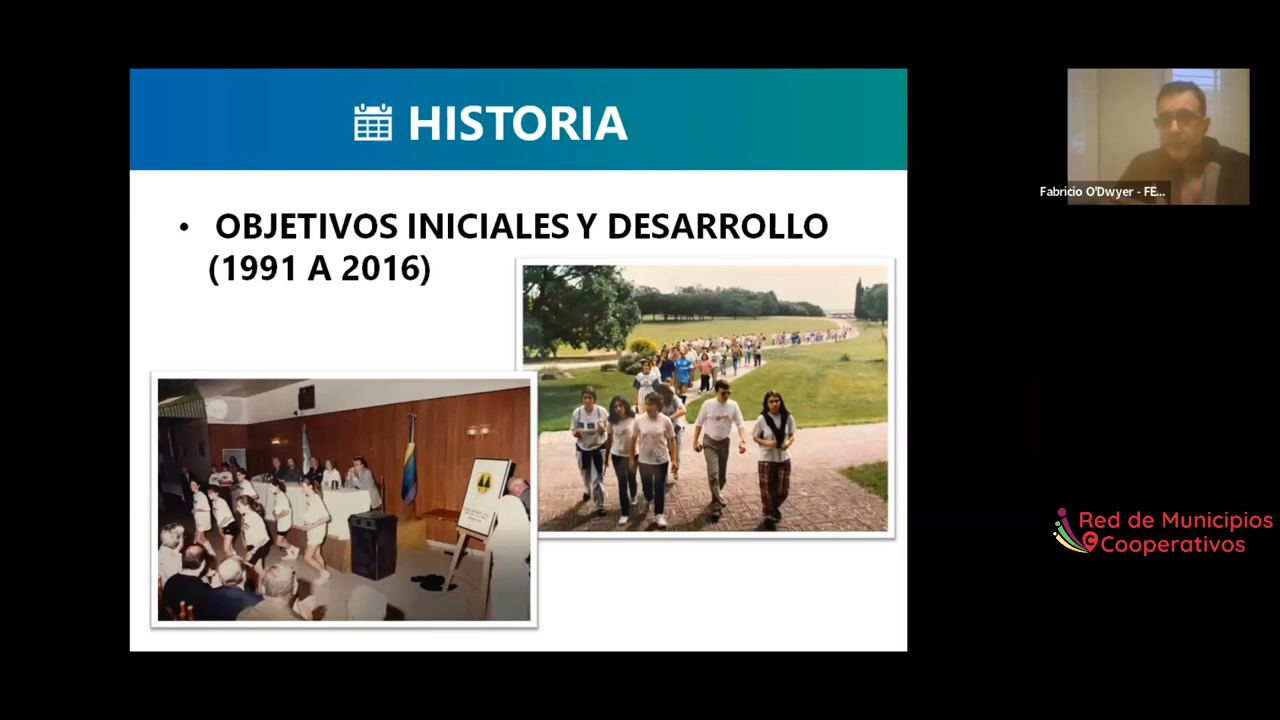 HISTORIA
• OBJETIVOS INICIALES Y DESARROLLO
(1991 A 2016)
Fabricio O'Dwyer - FE...
Red de Municipios
Cooperativos